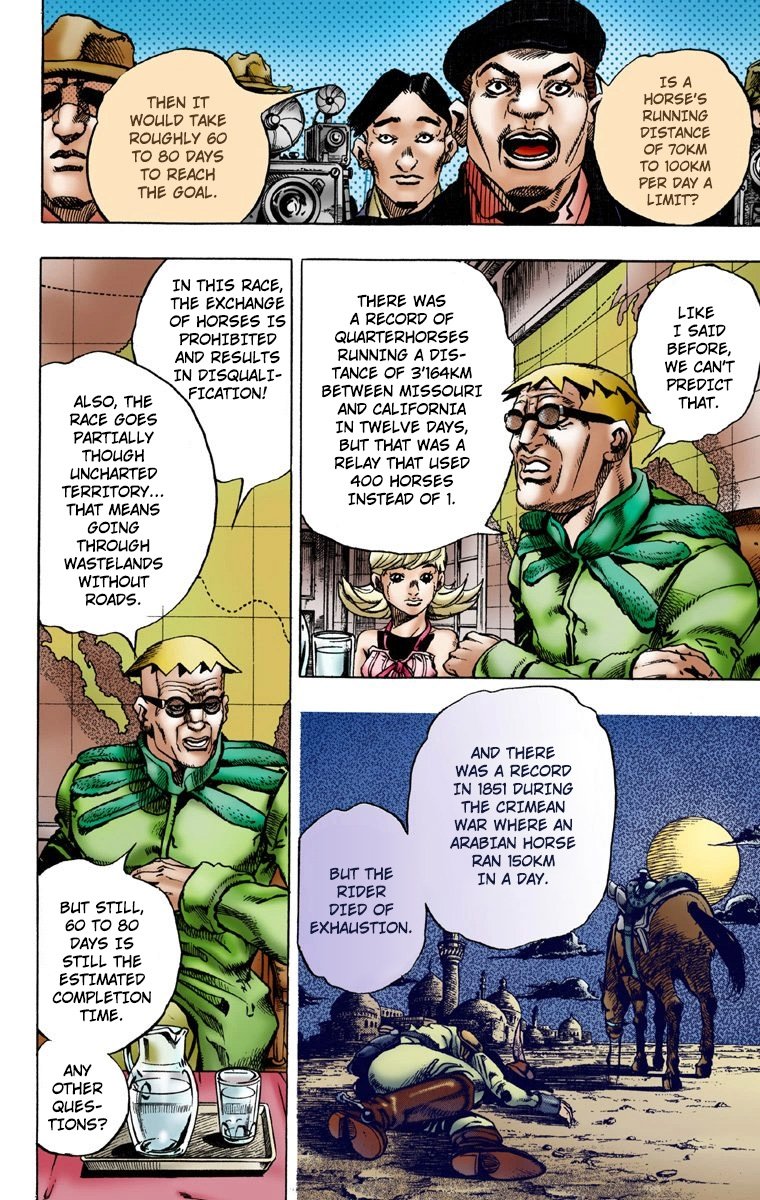 IS A
HORSE'S
RUNNING
DISTANCE
OF 70KM
TO 100KM
PER DAY A
LIMIT?
THEN IT
WOULD TAKE
ROUGHLY 60
TO 80 DAYS
TO REACH
THE GOAL.
LIKE
I SAID
BEFORE,
WE CAN'T
PREDICT
THAT.
THERE WAS
A RECORD OF
QUARTERHORSES
RUNNING A DIS-
TANCE OF 3'164KM
BETWEEN MISSOURI
AND CALIFORNIA
IN TWELVE DAYS,
BUT THAT WAS A
RELAY THAT USED
400 HORSES
INSTEAD OF 1.
AND THERE
WAS A RECORD
IN 1851 DURING
THE CRIMEAN
WAR WHERE AN
ARABIAN HORSE
RAN 150KM
IN A DAY.
BUT THE
RIDER
DIED OF
EXHAUSTION.
IN THIS RACE,
THE EXCHANGE
OF HORSES IS
PROHIBITED
AND RESULTS
IN DISQUALI-
FICATION!
ALSO, THE
RACE GOES
PARTIALLY
THOUGH
UNCHARTED
TERRITORY...
THAT MEANS
GOING
THROUGH
WASTELANDS
WITHOUT
ROADS.
BUT STILL,
60 TO 80
DAYS IS
STILL THE
ESTIMATED
COMPLETION
TIME.
ANY
OTHER
QUES-
TIONS?